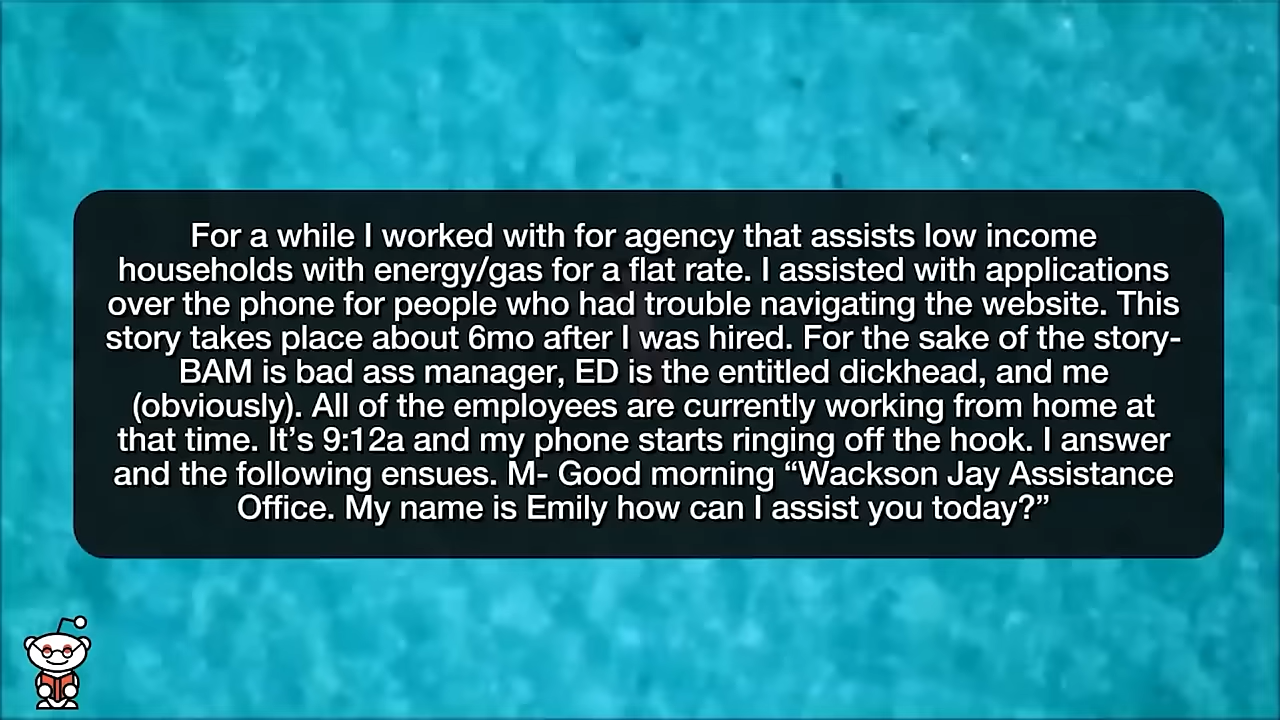 For a while I worked with for agency that assists low income
households with energy/gas for a flat rate. I assisted with applications
over the phone for people who had trouble navigating the website. This
story takes place about 6mo after I was hired. For the sake of the story-
BAM is bad ass manager, ED is the entitled dickhead, and me
(obviously). All of the employees are currently working from home at
that time. It’s 9:12a and my phone starts ringing off the hook. I answer
and the following ensues. M- Good morning “Wackson Jay Assistance
Office. My name is Emily how can I assist you today?”